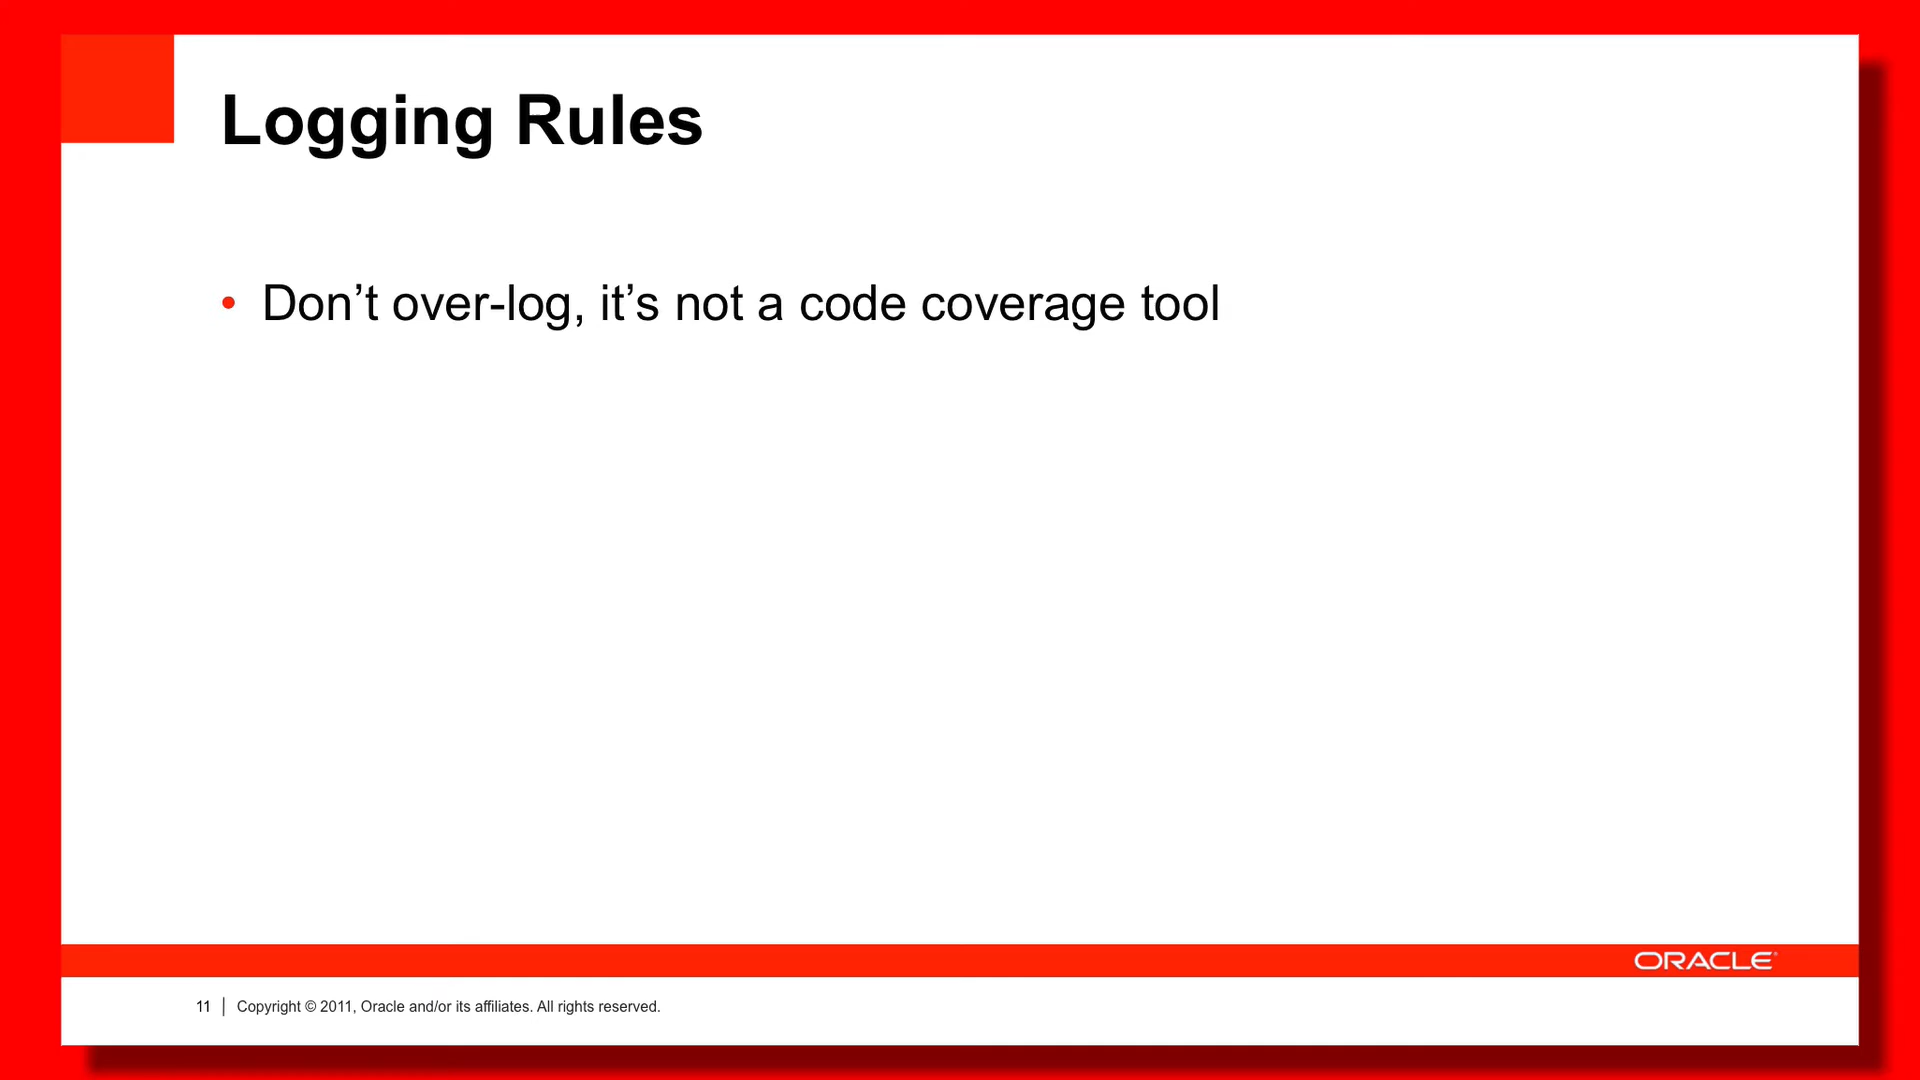 Logging Rules
• Don’t over-log, it’s not a code coverage tool
ORACLE
11 | Copyright © 2011, Oracle and/or its affiliates. All rights reserved.